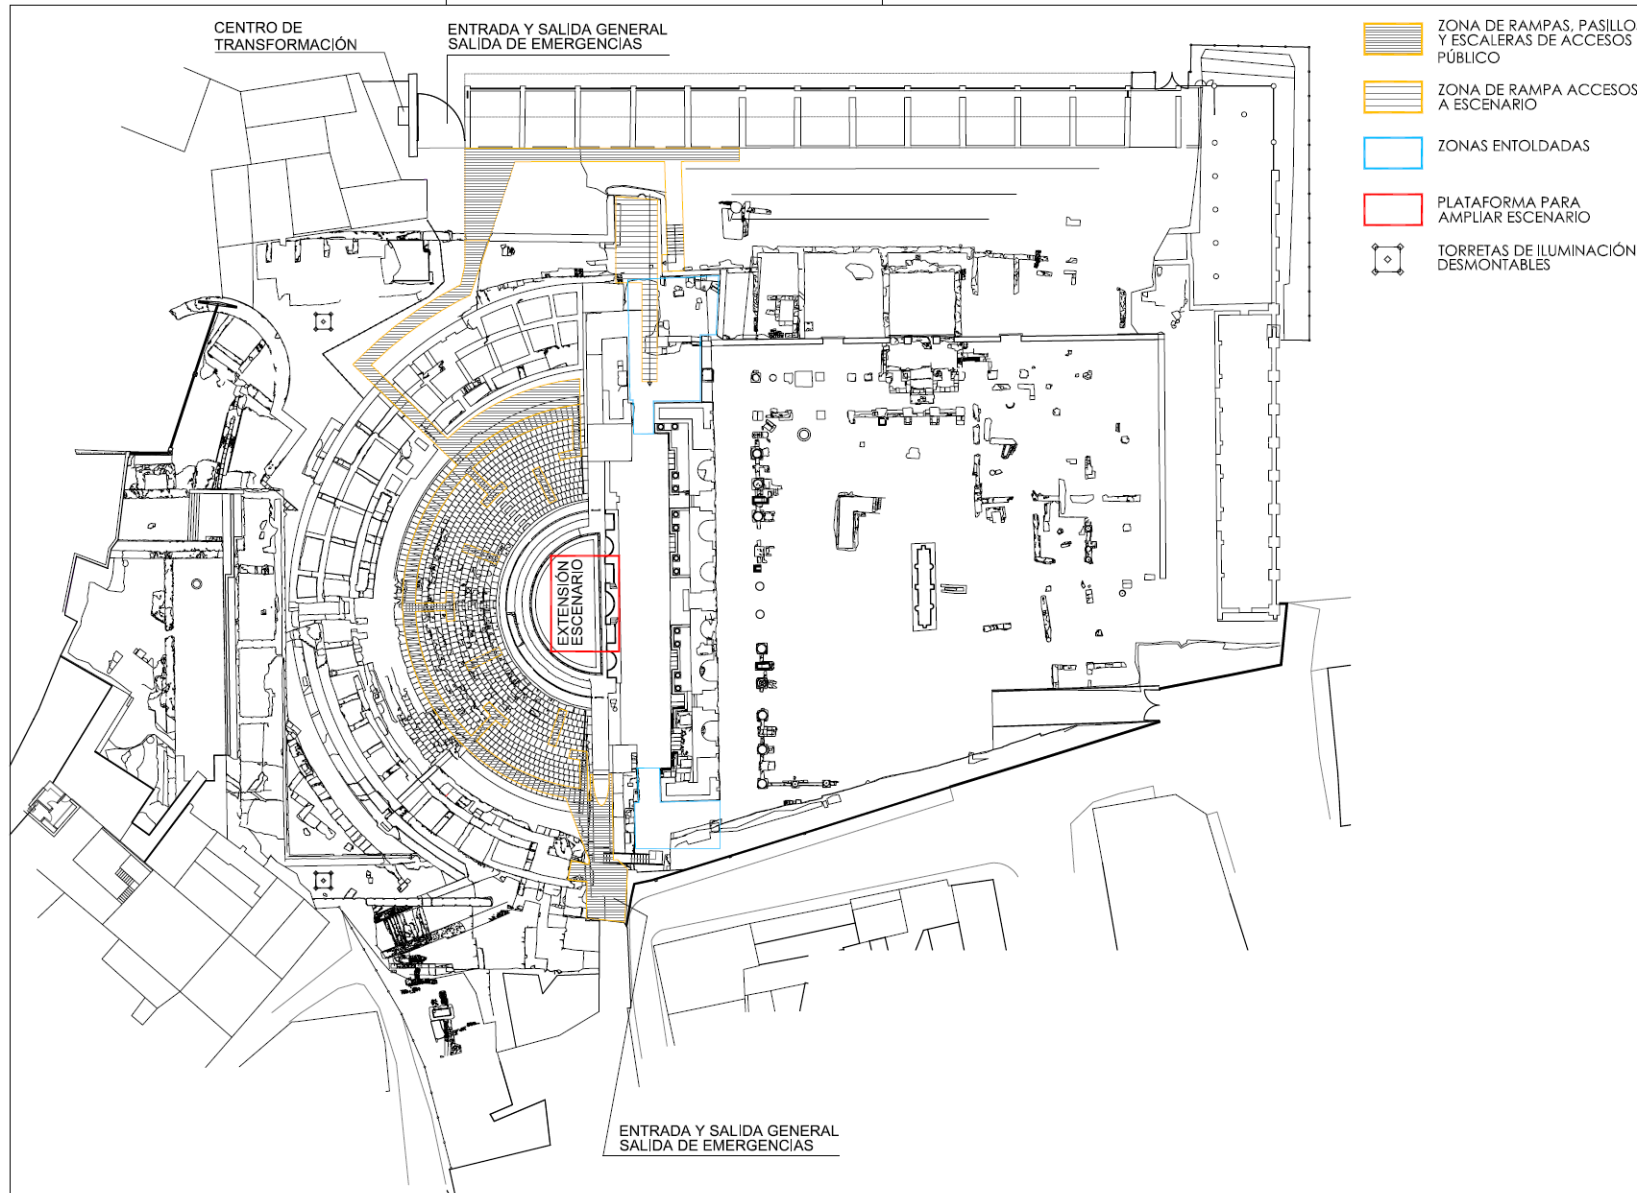 CENTRO DE
TRANSFORMACIÓN
ENTRADA Y SALIDA GENERAL
SALIDA DE EMERGENCIAS
ZONA DE RAMPAS, PASILLOS
Y ESCALERAS DE ACCESOS
PÚBLICO
ZONA DE RAMPA ACCESOS
A ESCENARIO
ZONAS ENTOLDADAS
PLATAFORMA PARA
AMPLIAR ESCENARIO
TORRETAS DE ILUMINACIÓN
DESMONTABLES
EXTENSIÓN
ESCENARIO
ENTRADA Y SALIDA GENERAL
SALIDA DE EMERGENCIAS